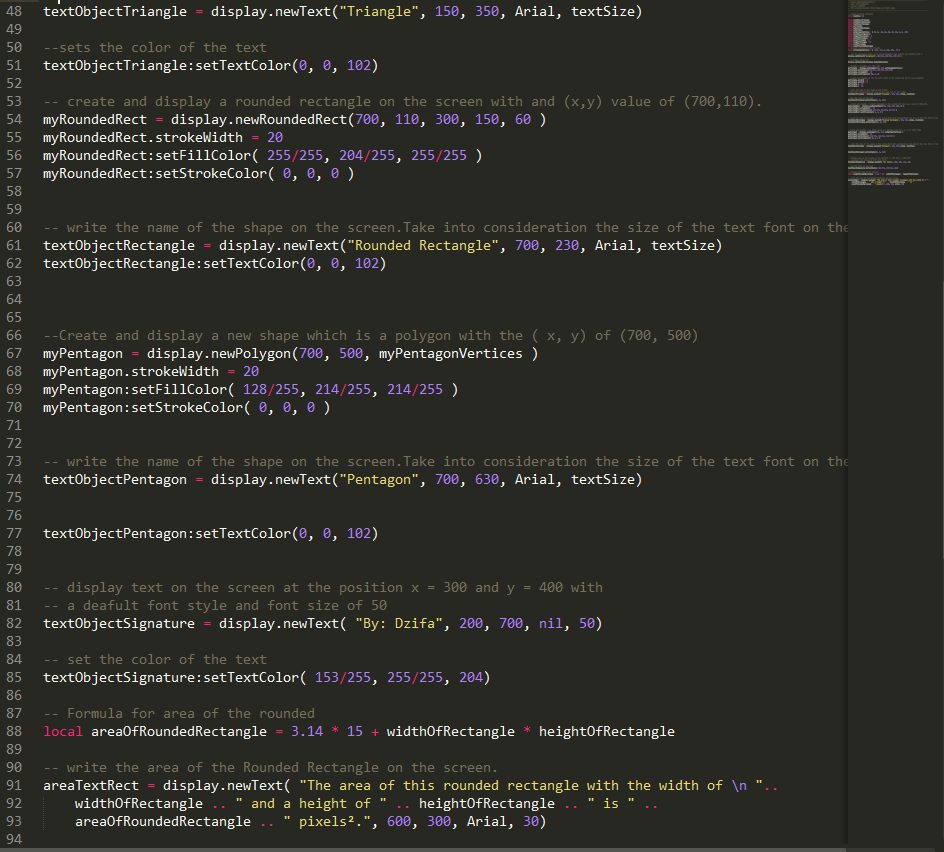 48 textObjectTriangle = display.newText("Triangle", 150, 350, Arial, textSize)
49
50 --sets the color of the text
51 textObjectTriangle:setTextColor(0, 0, 102)
52
53 -- create and display a rounded rectangle on the screen with and (x,y) value of (700,110).
54 myRoundedRect = display.newRoundedRect(700, 110, 300, 150, 60 )
55 myRoundedRect.strokeWidth = 20
56 myRoundedRect:setFillColor( 255/255, 204/255, 255/255 )
57 myRoundedRect:setStrokeColor( 0, 0, 0 )
58
59
60 -- write the name of the shape on the screen.Take into consideration the size of the text font on the
61 textObjectRectangle = display.newText("Rounded Rectangle", 700, 230, Arial, textSize)
62 textObjectRectangle:setTextColor(0, 0, 102)
63
64
65
66 --Create and display a new shape which is a polygon with the ( x, y) of (700, 500)
67 myPentagon = display.newPolygon(700, 500, myPentagonVertices )
68 myPentagon.strokeWidth = 20
69 myPentagon:setFillColor( 128/255, 214/255, 214/255 )
70 myPentagon:setStrokeColor( 0, 0, 0 )
71
72
73 -- write the name of the shape on the screen.Take into consideration the size of the text font on the
74 textObjectPentagon = display.newText("Pentagon", 700, 630, Arial, textSize)
75
76
77 textObjectPentagon:setTextColor(0, 0, 102)
78
79
80 -- display text on the screen at the position x = 300 and y = 400 with
81 -- a deafult font style and font size of 50
82 textObjectSignature = display.newText( "By: Dzifa", 200, 700, nil, 50)
83
84 -- set the color of the text
85 textObjectSignature:setTextColor( 153/255, 255/255, 204)
86
87 -- Formula for area of the rounded
88 local areaOfRoundedRectangle = 3.14 * 15 + widthOfRectangle * heightOfRectangle
89
90 -- write the area of the Rounded Rectangle on the screen.
91 areaTextRect = display.newText( "The area of this rounded rectangle with the width of \n "..
92 widthOfRectangle .. " and a height of " .. heightOfRectangle .. " is " ..
93 areaOfRoundedRectangle .. " pixels².", 600, 300, Arial, 30)
94